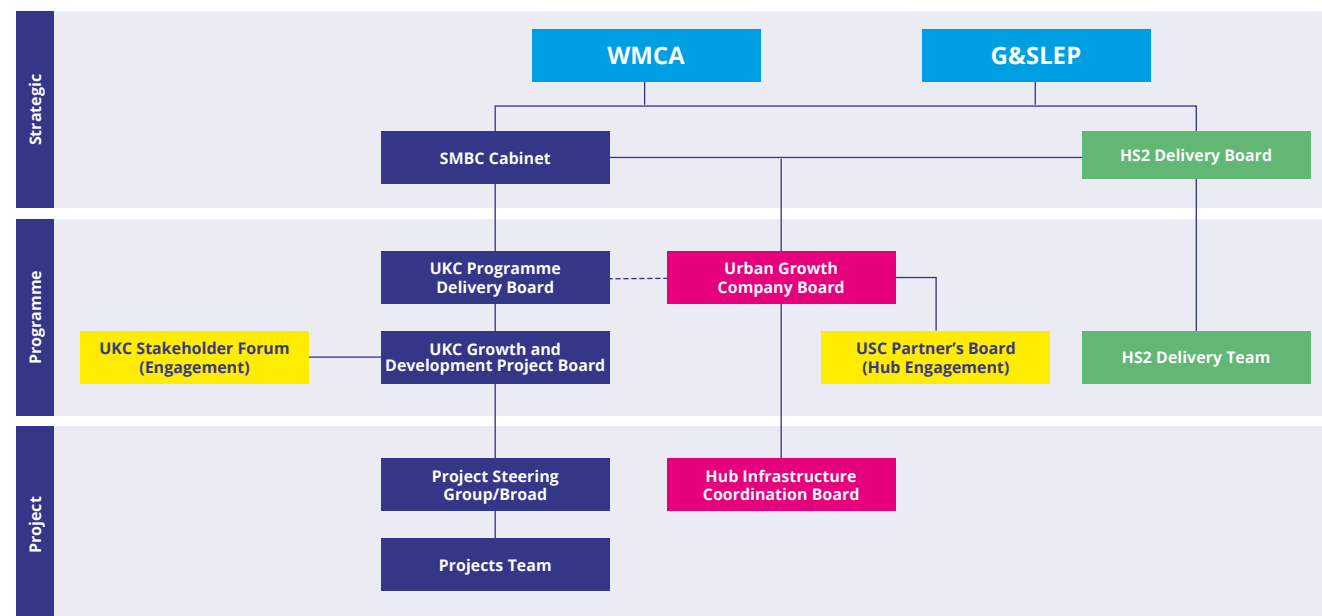 Strategic
WMCA
G&SLEP
SMBC Cabinet
HS2 Delivery Board
Programme
UKC Programme
Delivery Board
Urban Growth
Company Board
UKC Stakeholder Forum
(Engagement)
UKC Growth and
Development Project Board
USC Partner’s Board
(Hub Engagement)
HS2 Delivery Team
Project
Project Steering
Group/Broad
Hub Infrastructure
Coordination Board
Projects Team